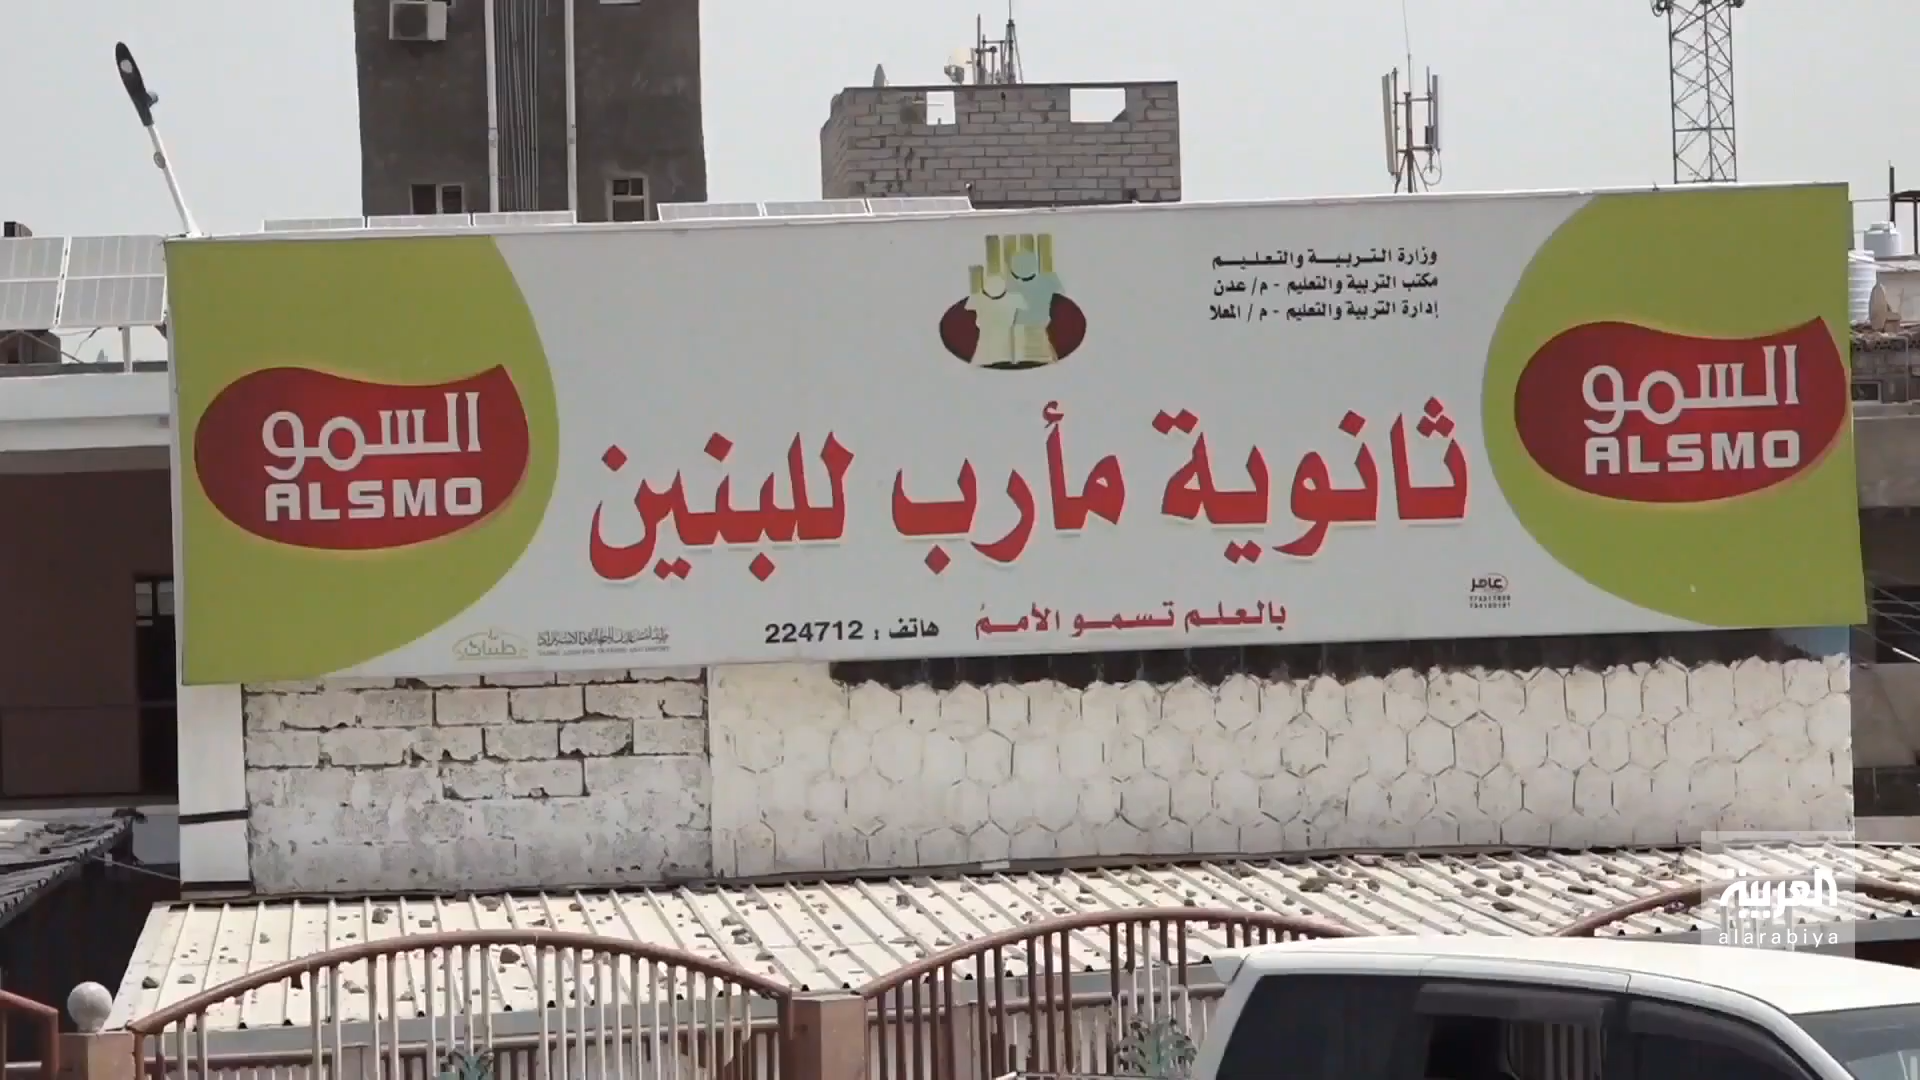 وزارة التربية والتعليم
مكتب التربية والتعليم - م/ عدن
إدارة التربية والتعليم - م / المعلا
السمو
ALSMO
السمو
ALSMO
ثانوية مأرب للبنين
بالعلم تسمو الأمم
هاتف : 224712
عامر
طيبات
العربية
alarabiya